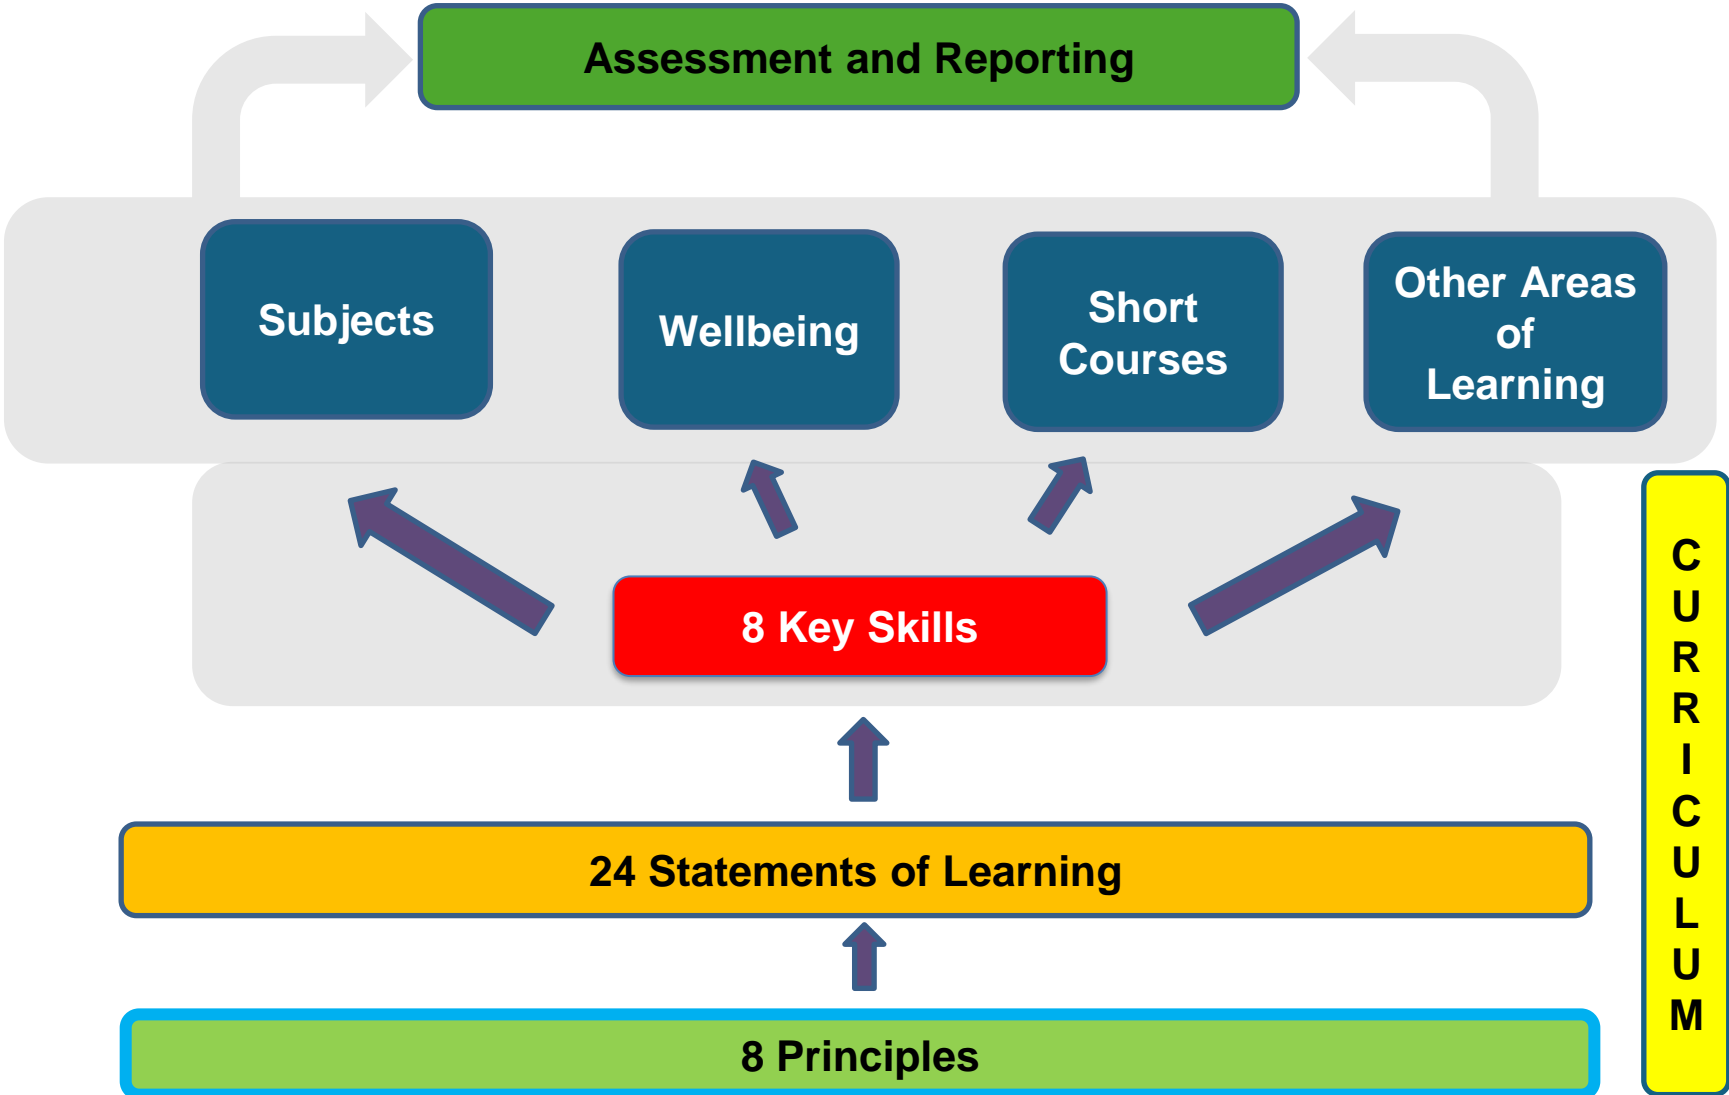 Assessment and Reporting
Subjects
Wellbeing
Short
Courses
Other Areas
of
Learning
8 Key Skills
24 Statements of Learning
8 Principles
C
U
R
R
I
C
U
L
U
M